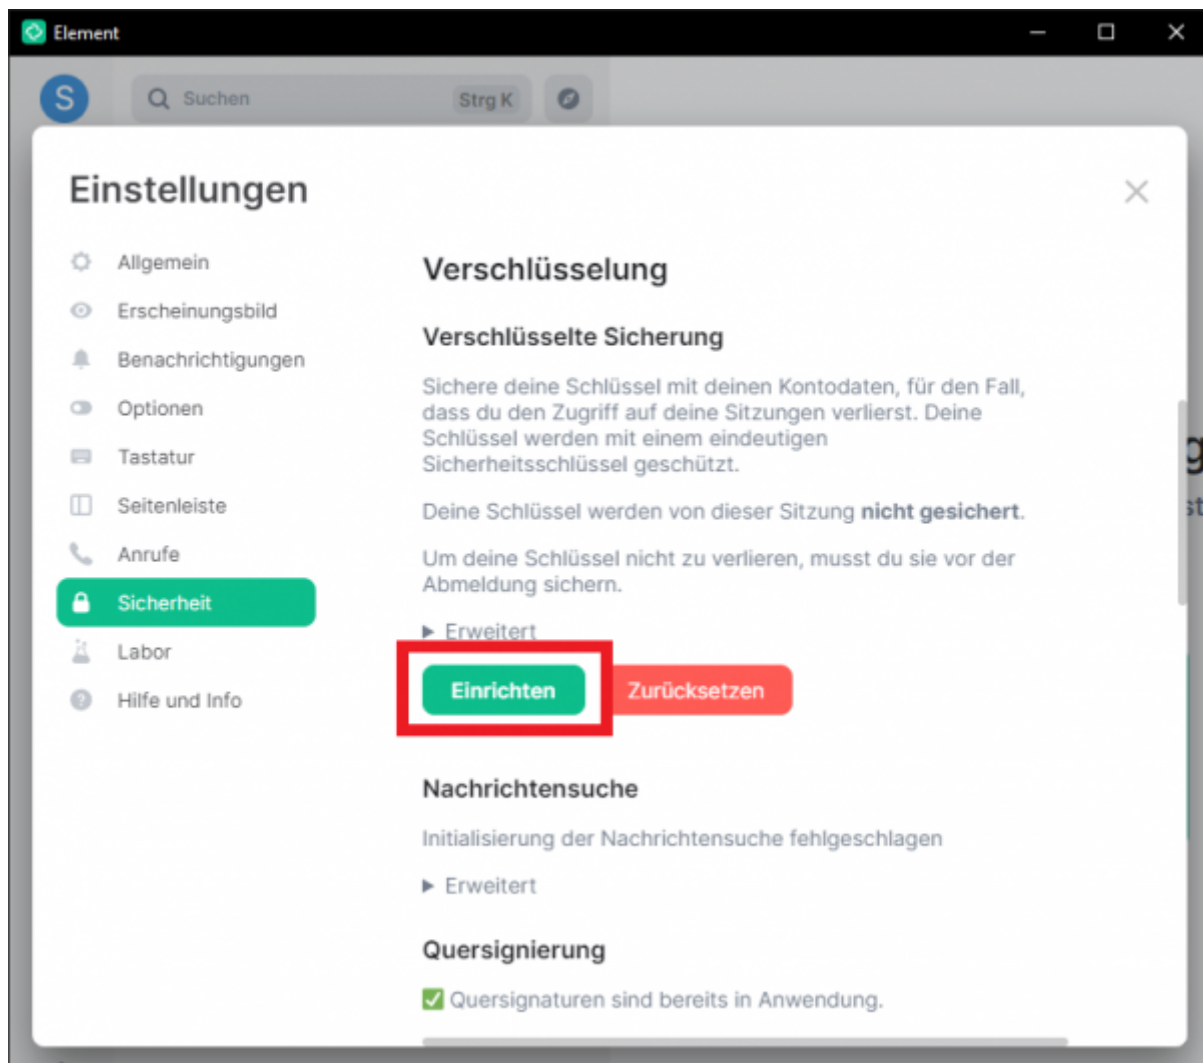 Element
S
Suchen
Strg K
Einstellungen
Allgemein
Erscheinungsbild
Benachrichtigungen
Optionen
Tastatur
Seitenleiste
Anrufe
Sicherheit
Labor
Hilfe und Info
Verschlüsselung
Verschlüsselte Sicherung
Sichere deine Schlüssel mit deinen Kontodaten, für den Fall,
dass du den Zugriff auf deine Sitzungen verlierst. Deine
Schlüssel werden mit einem eindeutigen
Sicherheitsschlüssel geschützt.
Deine Schlüssel werden von dieser Sitzung nicht gesichert.
Um deine Schlüssel nicht zu verlieren, musst du sie vor der
Abmeldung sichern.
Erweitert
Einrichten
Zurücksetzen
Nachrichtensuche
Initialisierung der Nachrichtensuche fehlgeschlagen
Erweitert
Quersignierung
Quersignaturen sind bereits in Anwendung.